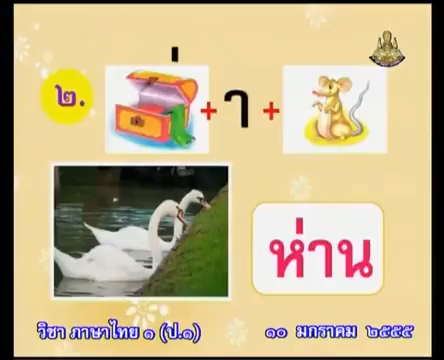 ๒. ่ + า +
ห่าน
วิชา ภาษาไทย ๑ (ป.๑) ๑๐ มกราคม ๒๕๕๕